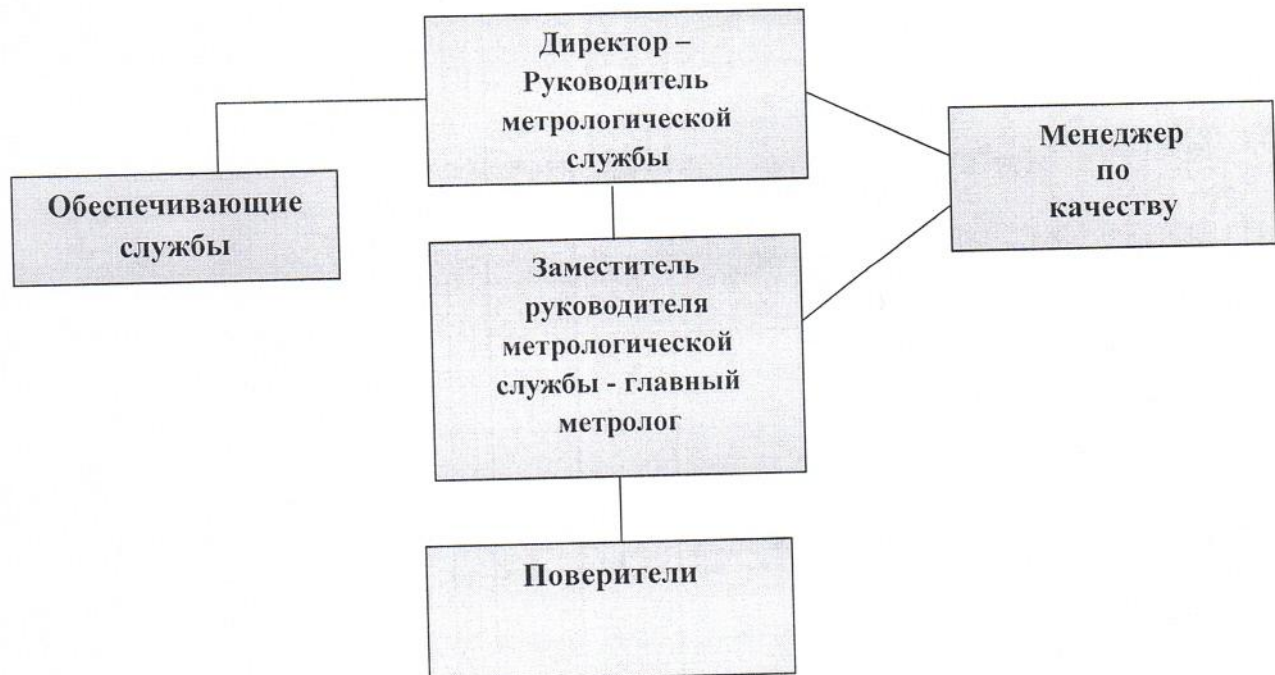 Директор –
Руководитель
метрологической
службы
Менеджер
по
качеству
Обеспечивающие
службы
Заместитель
руководителя
метрологической
службы - главный
метролог
Поверители